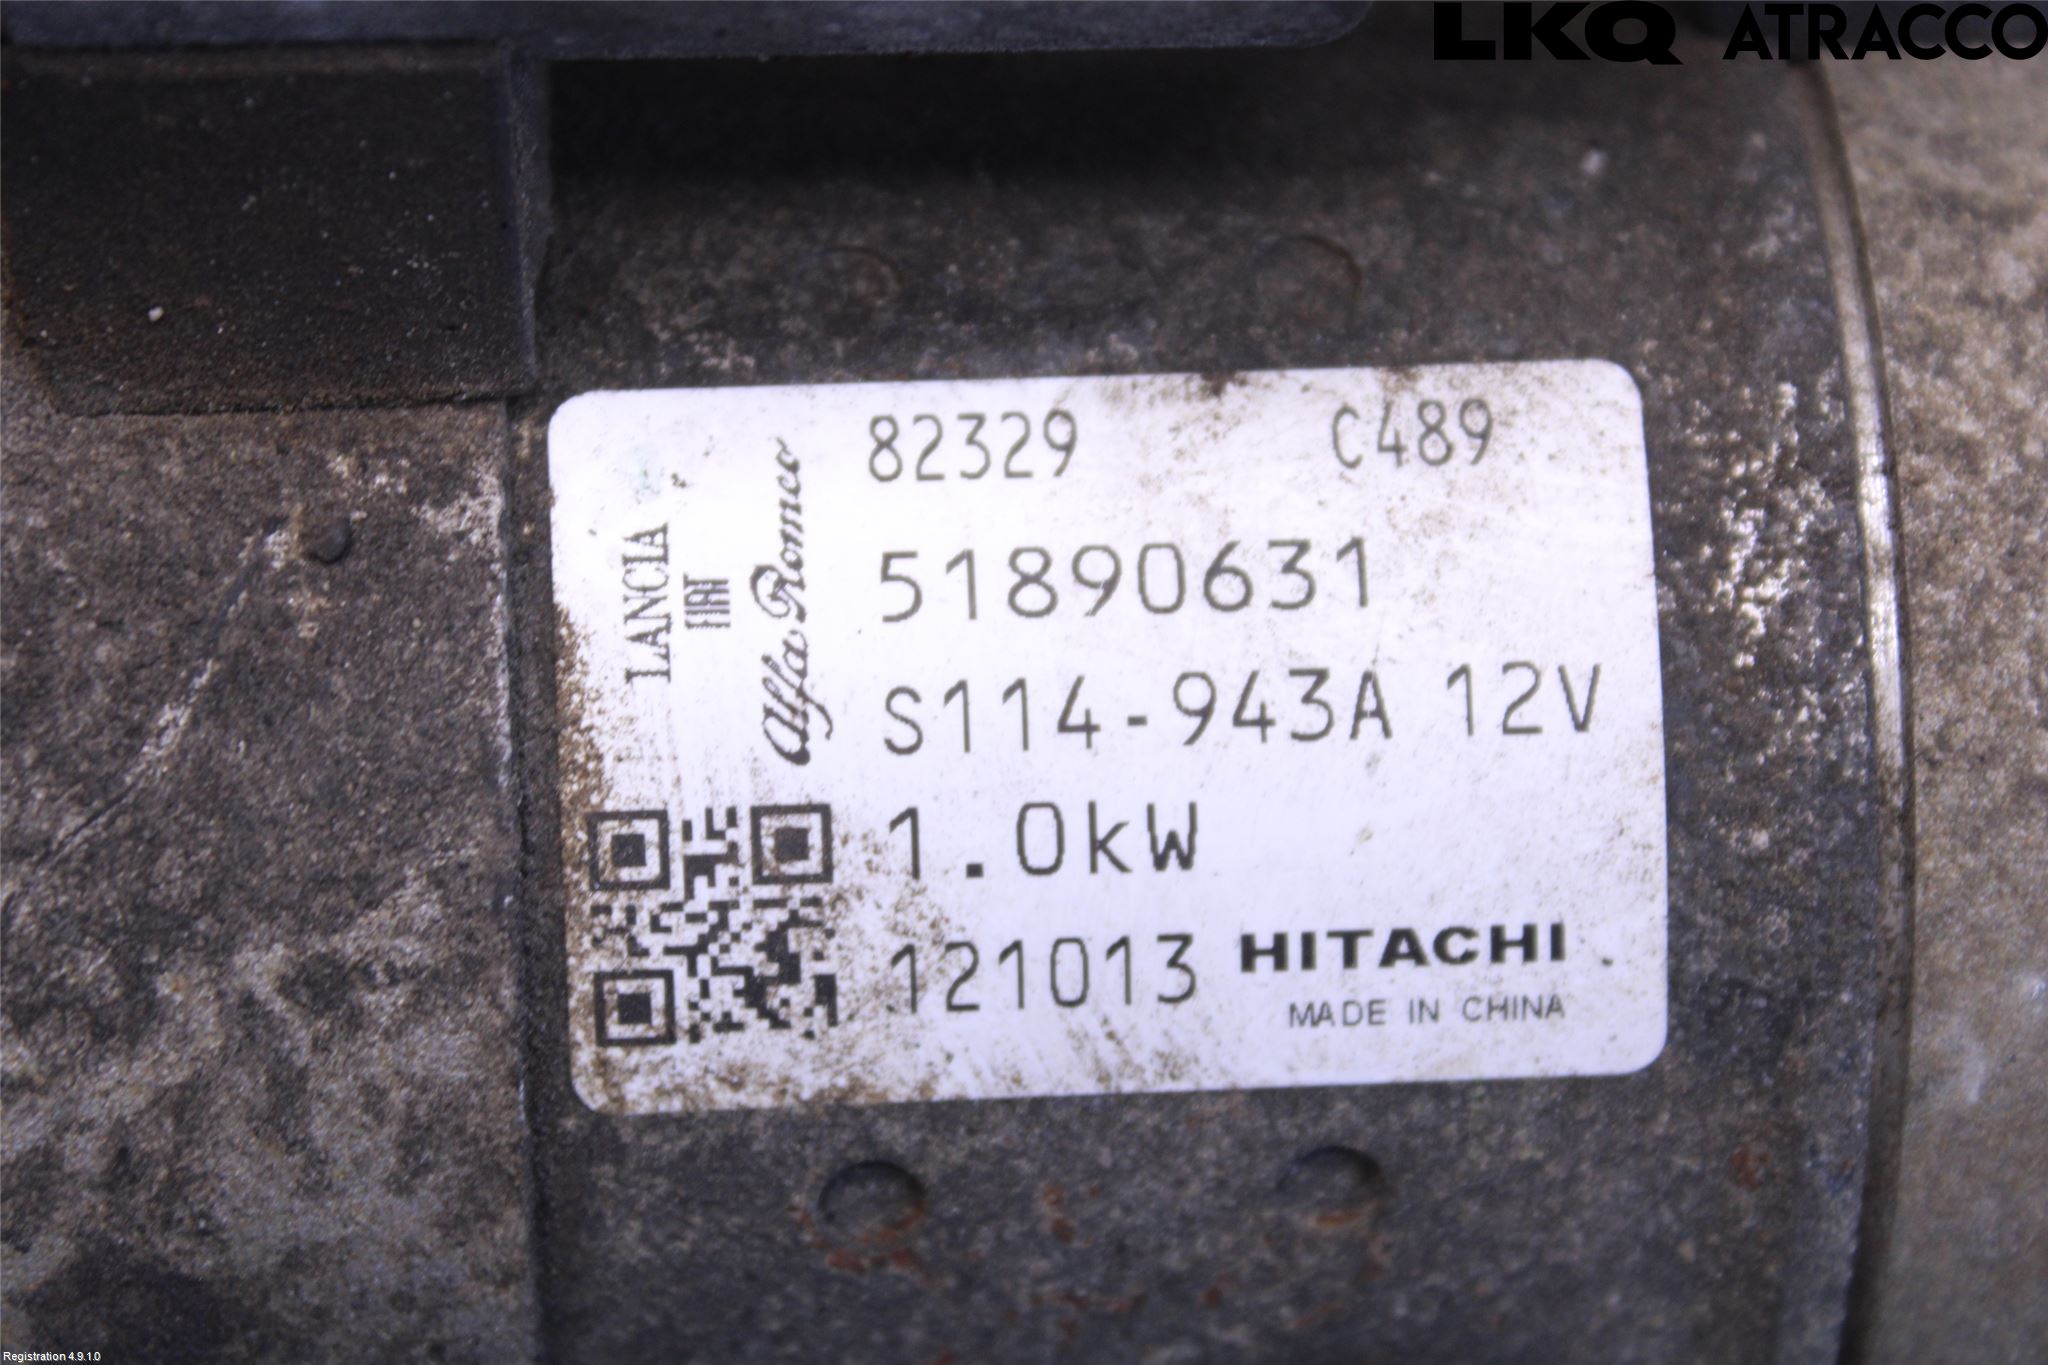 LKQ ATRACCO
82329 C489
LANCIA
FIAT
Alfa Romeo
51890631
S114-943A 12V
1.0kW
121013 HITACHI
MADE IN CHINA
Registration 4.9.1.0